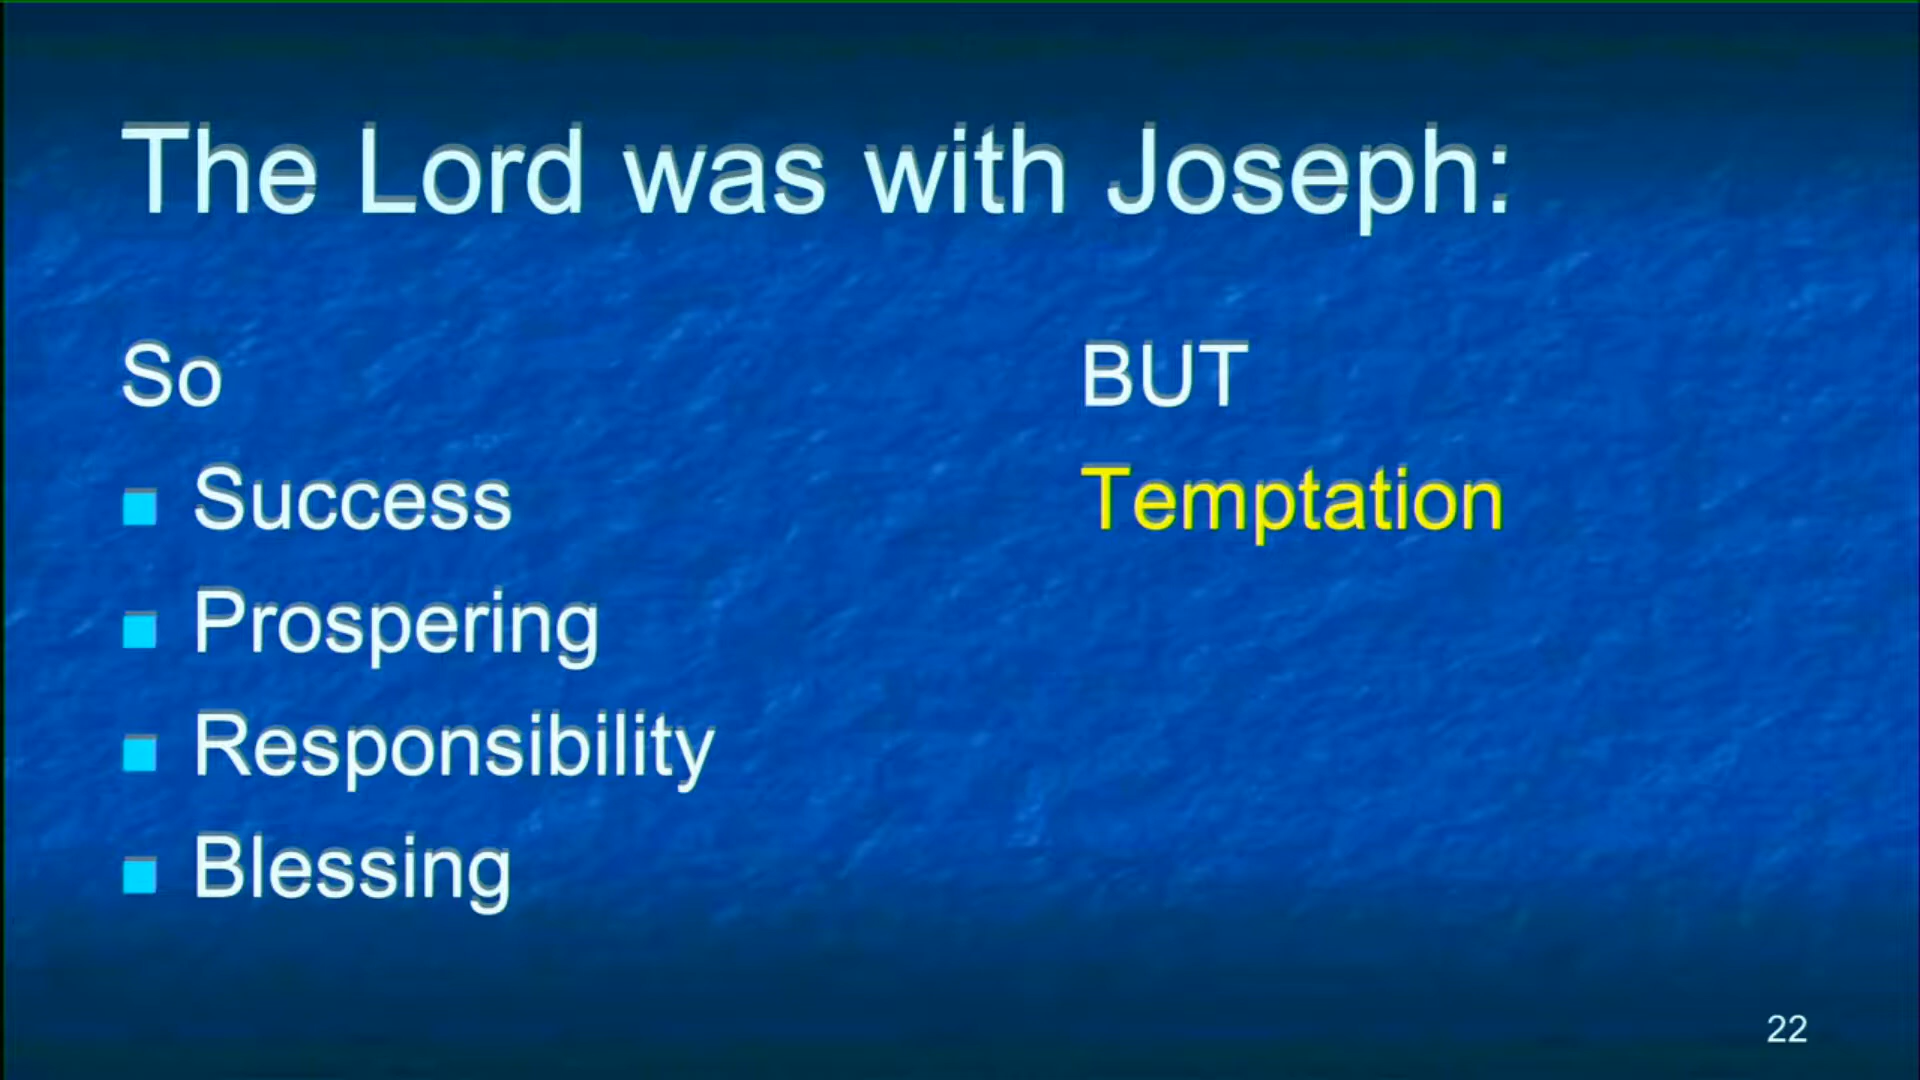 The Lord was with Joseph:
So
Success
Prospering
Responsibility
Blessing
BUT
Temptation
22